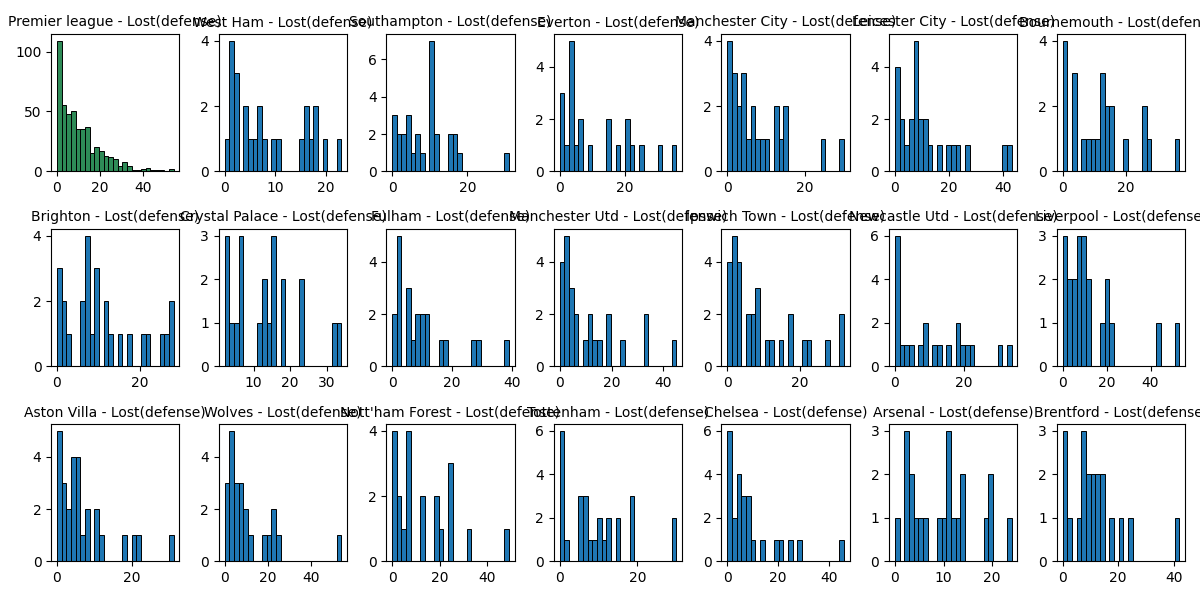 Premier league - Lost(defense)
West Ham - Lost(defense)
Southampton - Lost(defense)
Everton - Lost(defense)
Manchester City - Lost(defense)
Leicester City - Lost(defense)
Bournemouth - Lost(defen
100
50
0
0 20 40
4
2
0
0 10 20
6
4
2
0
0 20
4
2
0
0 20
4
2
0
0 20
4
2
0
0 20 40
4
2
0
0 20
Brighton - Lost(defense)
Crystal Palace - Lost(defense)
Fulham - Lost(defense)
Manchester Utd - Lost(defense)
Ipswich Town - Lost(defense)
Newcastle Utd - Lost(defense)
Liverpool - Lost(defense
4
2
0
0 20
3
2
1
0
10 20 30
4
2
0
0 20 40
4
2
0
0 20 40
4
2
0
0 20
6
4
2
0
0 20
3
2
1
0
0 20 40
Aston Villa - Lost(defense)
Wolves - Lost(defense)
Nott'ham Forest - Lost(defense)
Tottenham - Lost(defense)
Chelsea - Lost(defense)
Arsenal - Lost(defense)
Brentford - Lost(defense
4
2
0
0 20
4
2
0
0 20 40
4
2
0
0 20 40
6
4
2
0
0 20
6
4
2
0
0 20 40
3
2
1
0
0 10 20
3
2
1
0
0 20 40